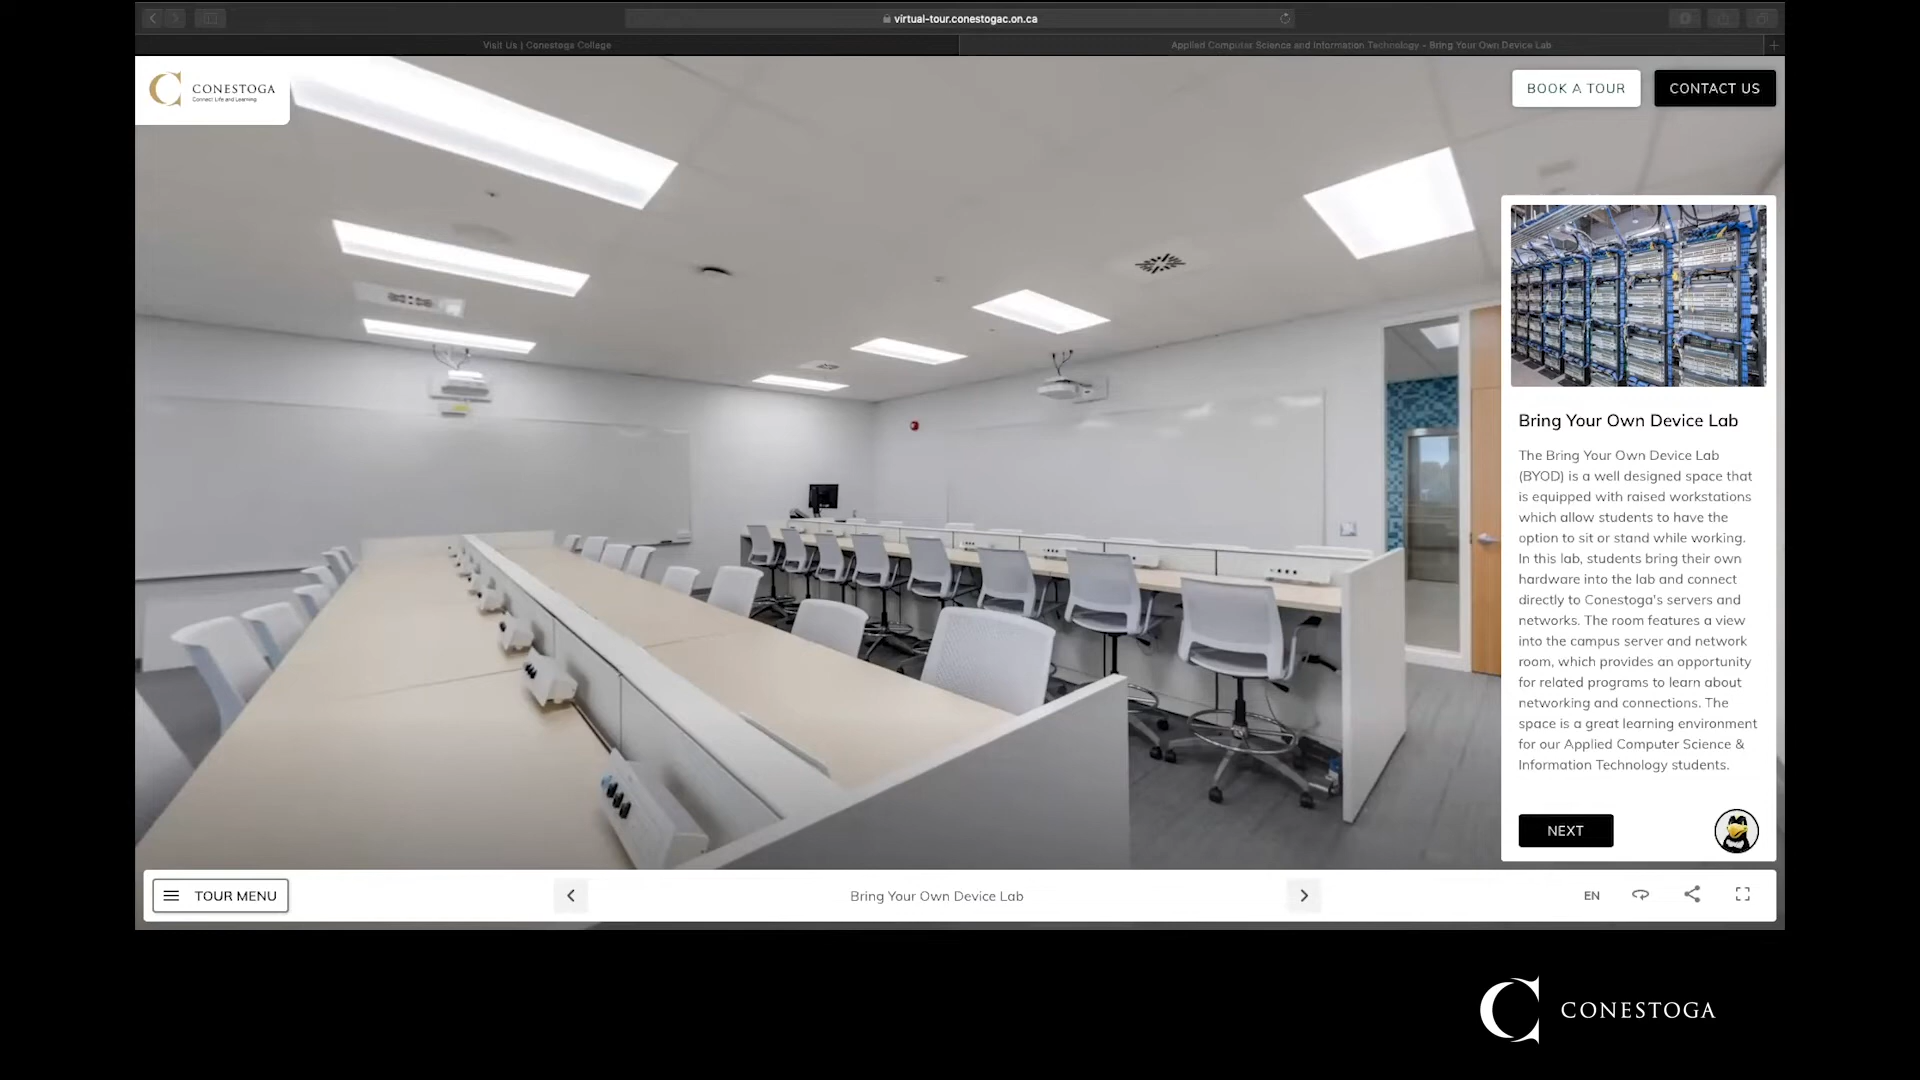 virtual-tour.conestogac.on.ca
Visit Us | Conestoga College
Applied Computer Science and Information Technology - Bring Your Own Device Lab
CONESTOGA
Connect Life and Learning
BOOK A TOUR
CONTACT US
Bring Your Own Device Lab
The Bring Your Own Device Lab
(BYOD) is a well designed space that
is equipped with raised workstations
which allow students to have the
option to sit or stand while working.
In this lab, students bring their own
hardware into the lab and connect
directly to Conestoga's servers and
networks. The room features a view
into the campus server and network
room, which provides an opportunity
for related programs to learn about
networking and connections. The
space is a great learning environment
for our Applied Computer Science &
Information Technology students.
NEXT
TOUR MENU
Bring Your Own Device Lab
EN
CONESTOGA